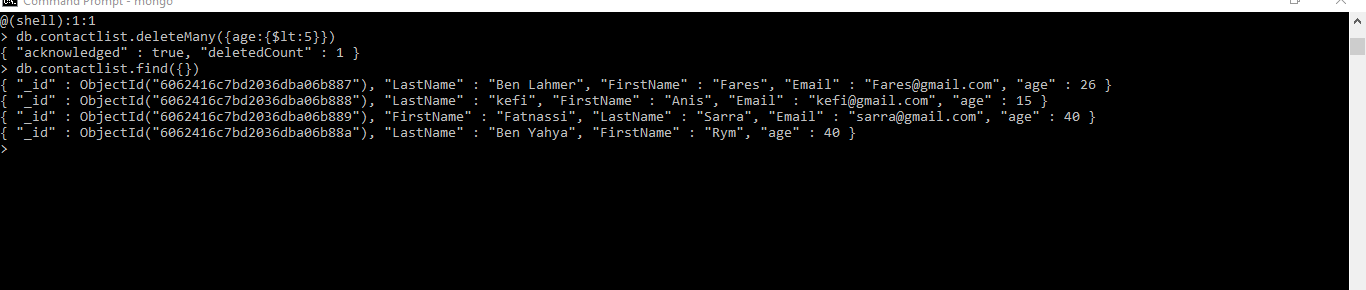 Command Prompt - mongo
@(shell):1:1
> db.contactlist.deleteMany({age:{$lt:5}})
{ "acknowledged" : true, "deletedCount" : 1 }
> db.contactlist.find({})
{ "_id" : ObjectId("6062416c7bd2036dba06b887"), "LastName" : "Ben Lahmer", "FirstName" : "Fares", "Email" : "Fares@gmail.com", "age" : 26 }
{ "_id" : ObjectId("6062416c7bd2036dba06b888"), "LastName" : "kefi", "FirstName" : "Anis", "Email" : "kefi@gmail.com", "age" : 15 }
{ "_id" : ObjectId("6062416c7bd2036dba06b889"), "FirstName" : "Fatnassi", "LastName" : "Sarra", "Email" : "sarra@gmail.com", "age" : 40 }
{ "_id" : ObjectId("6062416c7bd2036dba06b88a"), "LastName" : "Ben Yahya", "FirstName" : "Rym", "age" : 40 }
>